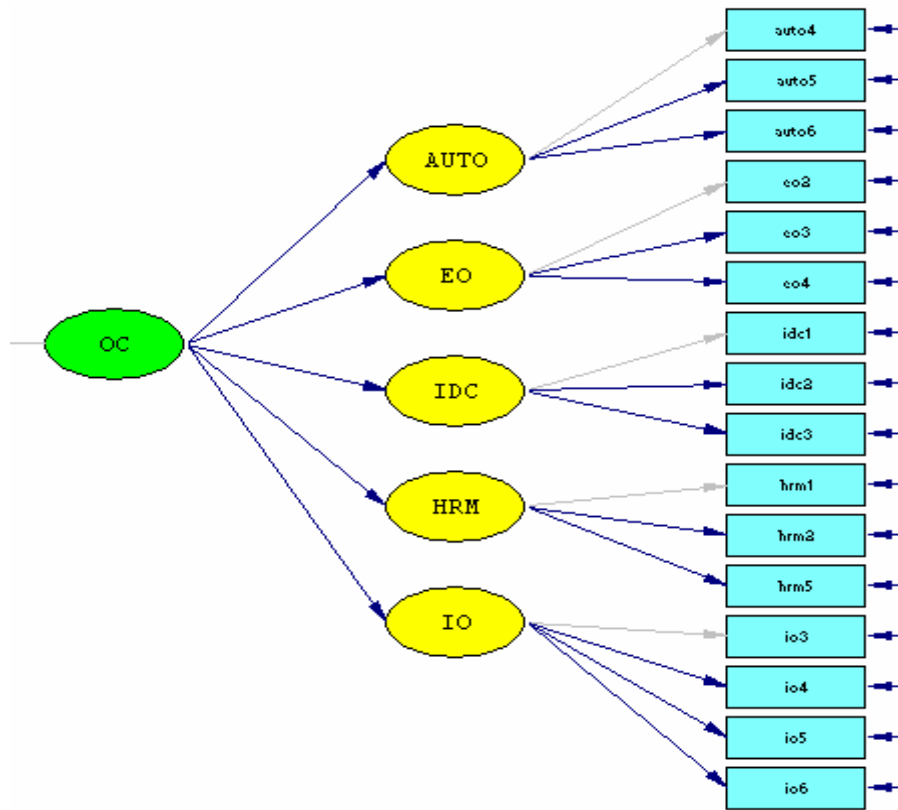 OC
AUTO
EO
IDC
HRM
IO
auto4
auto5
auto6
eo2
eo3
eo4
idc1
idc2
idc3
hrm1
hrm2
hrm5
io3
io4
io5
io6